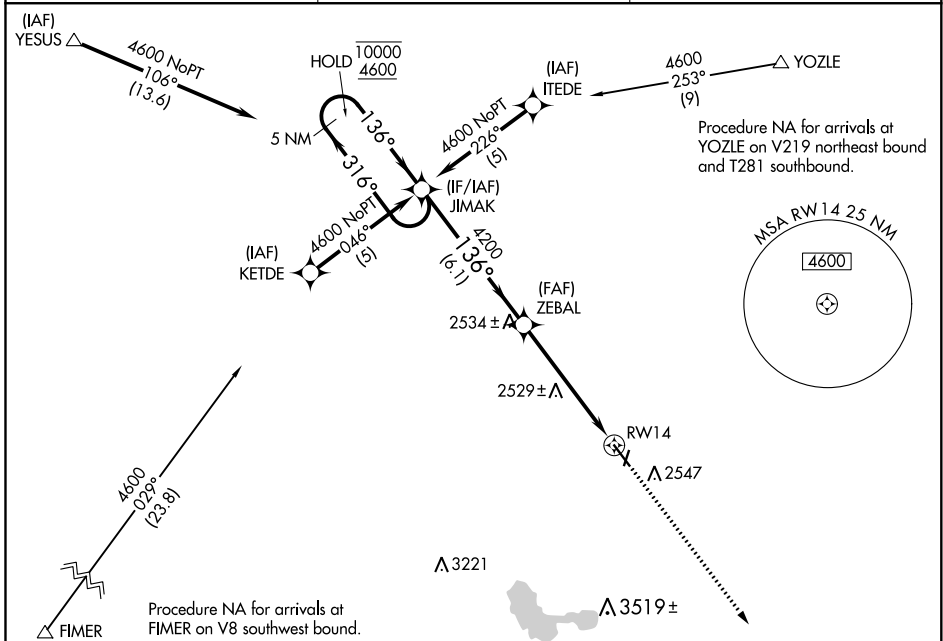 (IAF)
YESUS
4600 NoPT
106°
(13.6)
HOLD
10000
4600
5 NM
136°
316°
(IAF)
ITEDE
4600 NoPT
226°
(5)
4600
253°
(9)
YOZLE
Procedure NA for arrivals at
YOZLE on V219 northeast bound
and T281 southbound.
(IF/IAF)
JIMAK
4600 NoPT
046°
(5)
(IAF)
KETDE
4200
136°
(6.1)
MSA RW14 25 NM
4600
(FAF)
ZEBAL
2534 ±
2529 ±
RW14
2547
4600
029°
(23.8)
3221
3519 ±
FIMER
Procedure NA for arrivals at
FIMER on V8 southwest bound.